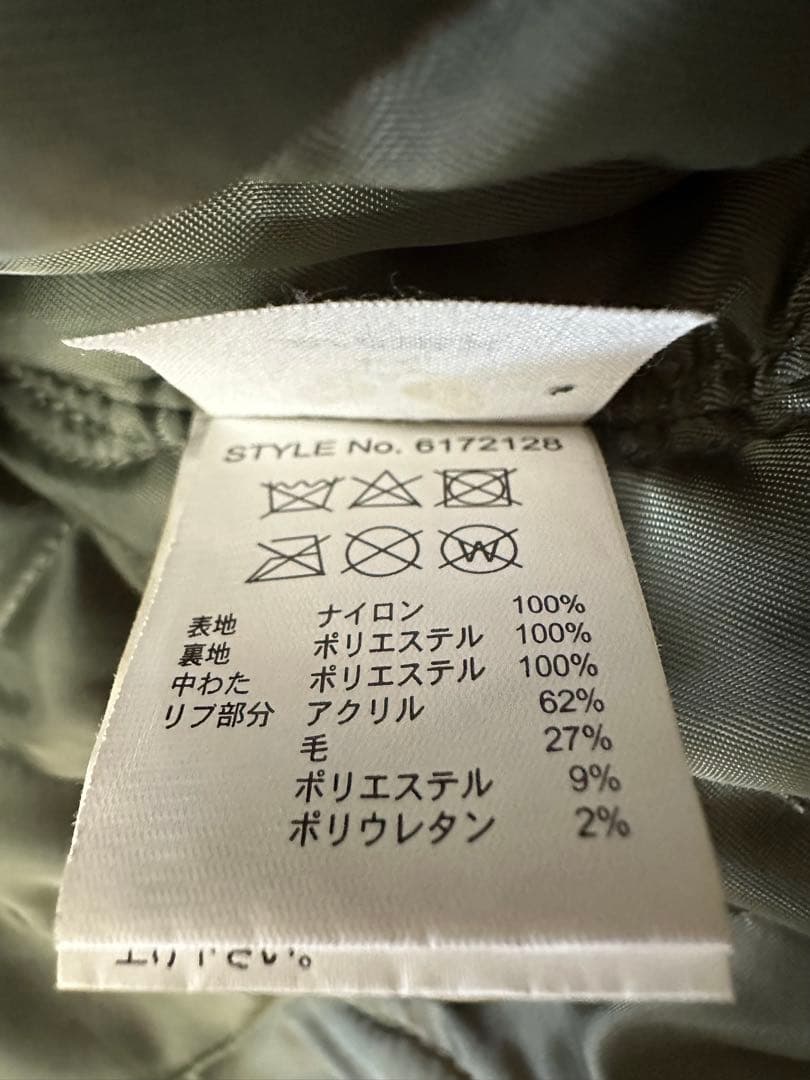 STYLE No. 6172128
W
表地 ナイロン 100%
裏地 ポリエステル 100%
中わた ポリエステル 100%
リブ部分 アクリル 62%
毛 27%
ポリエステル 9%
ポリウレタン 2%